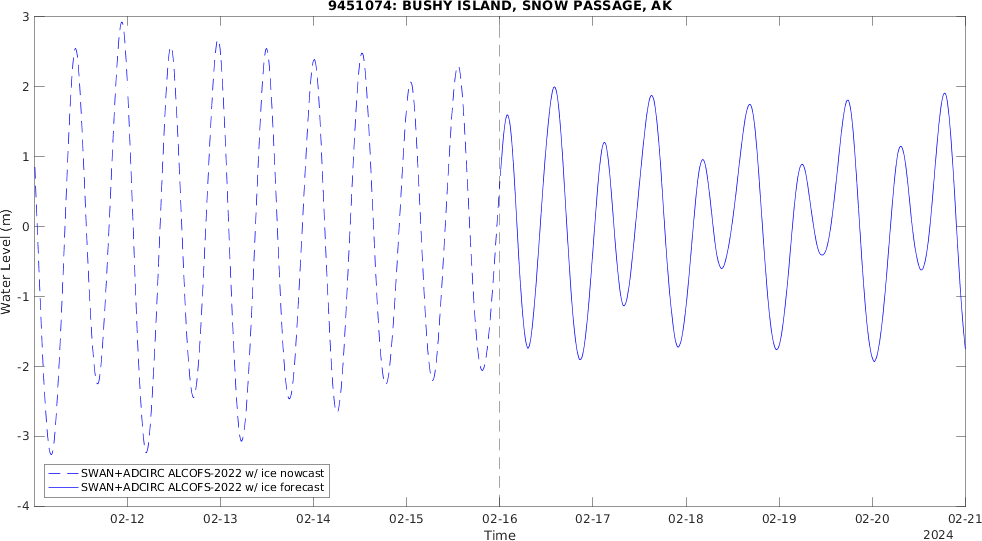 9451074: BUSHY ISLAND, SNOW PASSAGE, AK
3
2
1
0
-1
-2
-3
-4
Water Level (m)
SWAN+ADCIRC ALCOFS-2022 w/ ice nowcast
SWAN+ADCIRC ALCOFS-2022 w/ ice forecast
02-12 02-13 02-14 02-15 02-16 02-17 02-18 02-19 02-20 02-21
Time
2024